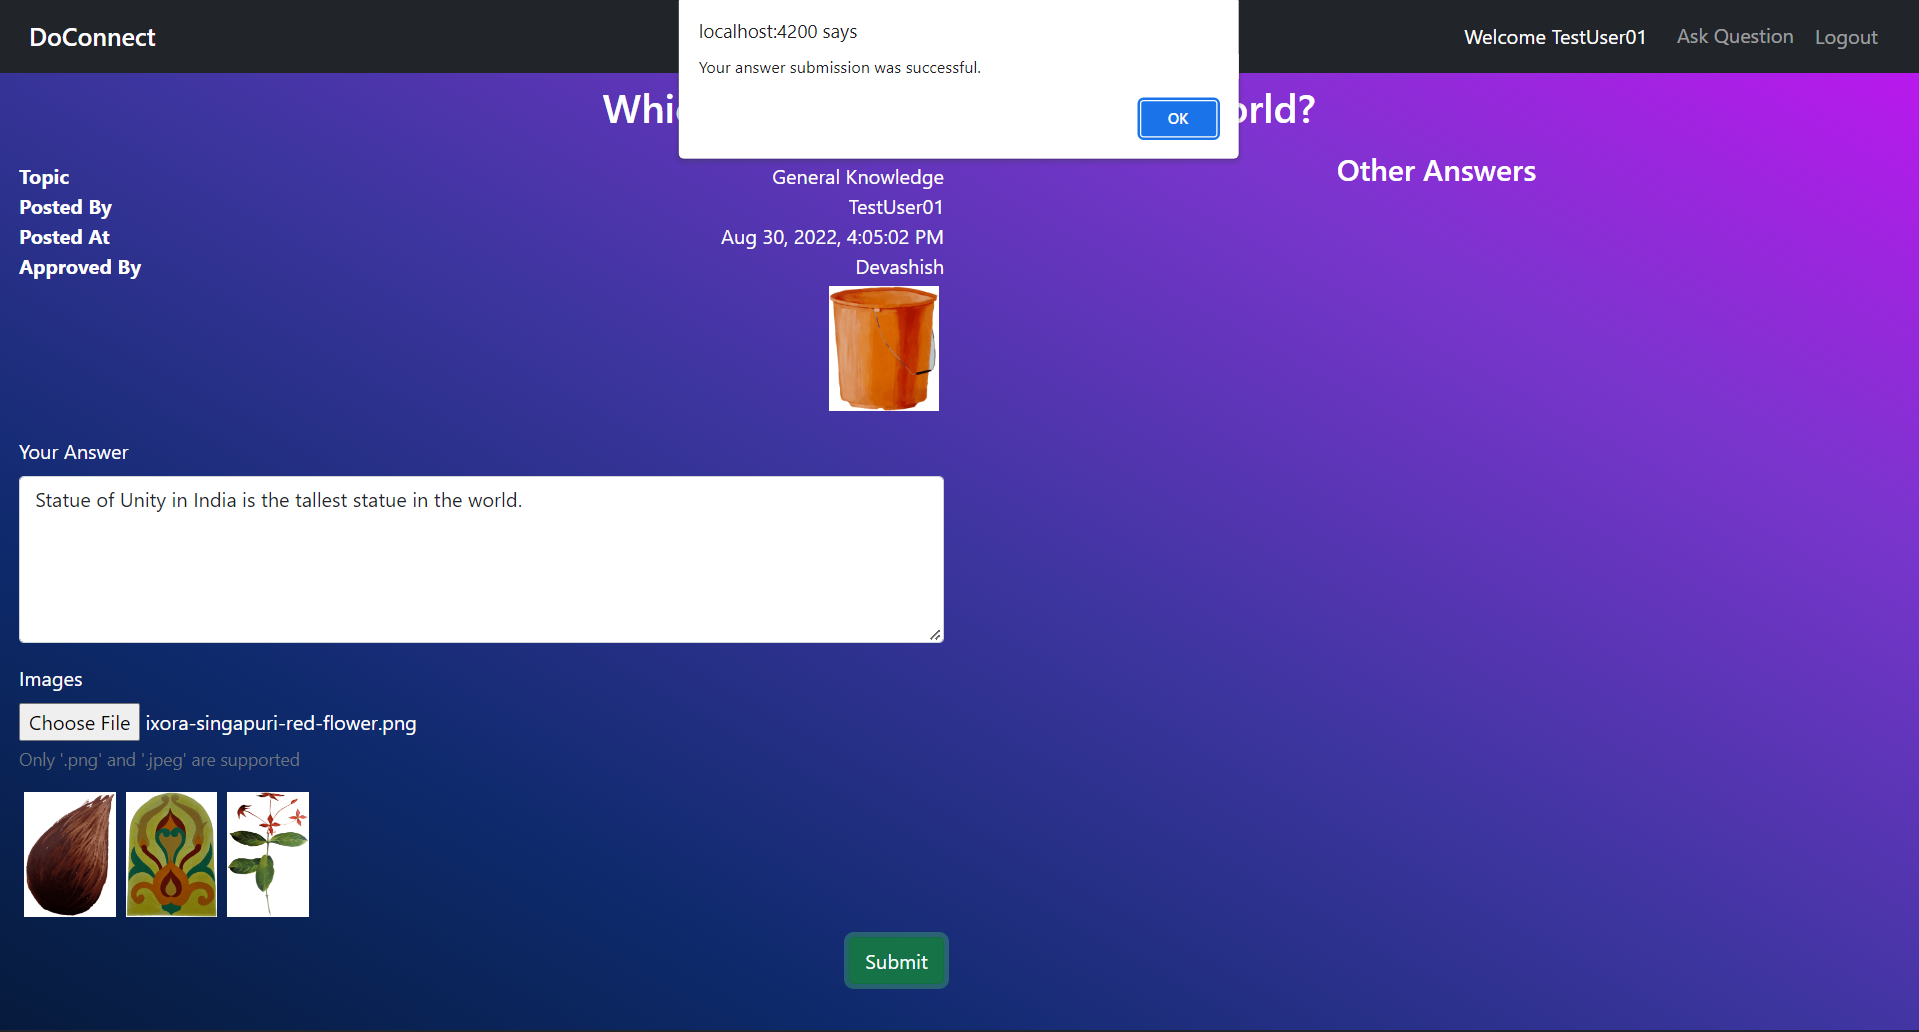 DoConnect
Welcome TestUser01
Ask Question
Logout
localhost:4200 says
Your answer submission was successful.
OK
Topic
General Knowledge
Posted By
TestUser01
Posted At
Aug 30, 2022, 4:05:02 PM
Approved By
Devashish
Other Answers
Your Answer
Statue of Unity in India is the tallest statue in the world.
Images
Choose File ixora-singapuri-red-flower.png
Only '.png' and '.jpeg' are supported
Submit